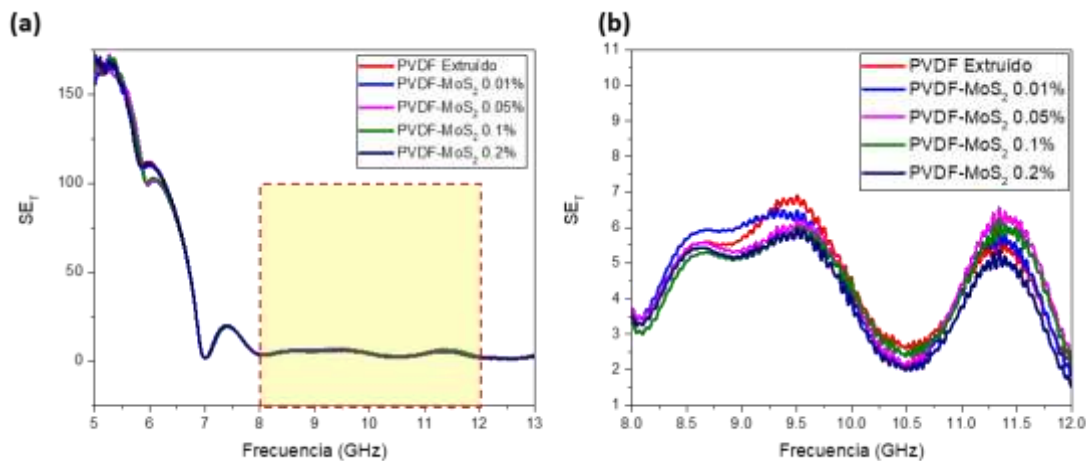 (a)
SE_T
150
100
50
0
5 6 7 8 9 10 11 12 13
Frecuencia (GHz)
PVDF Extruído
PVDF-MoS₂ 0.01%
PVDF-MoS₂ 0.05%
PVDF-MoS₂ 0.1%
PVDF-MoS₂ 0.2%
(b)
SE_T
11
10
9
8
7
6
5
4
3
2
1
8.0 8.5 9.0 9.5 10.0 10.5 11.0 11.5 12.0
Frecuencia (GHz)
PVDF Extruído
PVDF-MoS₂ 0.01%
PVDF-MoS₂ 0.05%
PVDF-MoS₂ 0.1%
PVDF-MoS₂ 0.2%